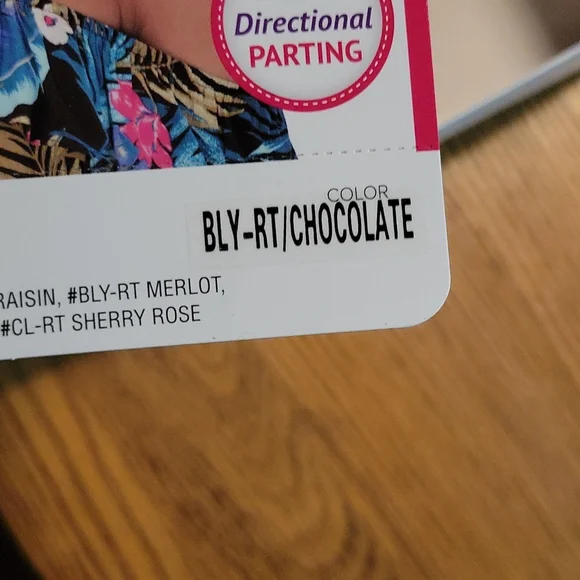 Directional
PARTING
COLOR
BLY-RT/CHOCOLATE
RAISIN, #BLY-RT MERLOT,
#CL-RT SHERRY ROSE